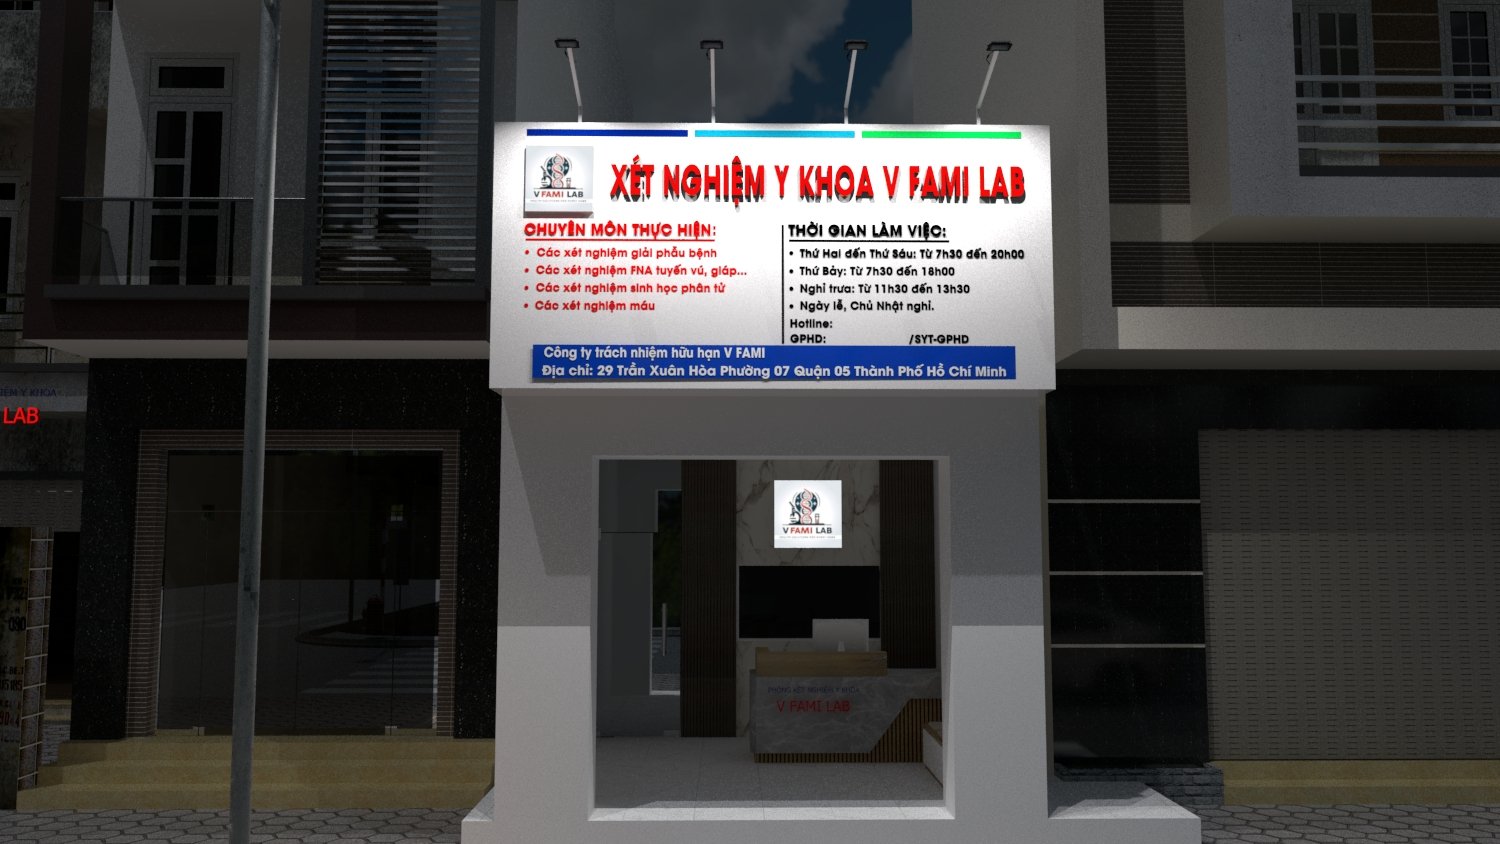 XÉT NGHIỆM Y KHOA V FAMI LAB
V FAMI LAB
CHUYÊN MÔN THỰC HIỆN:
• Các xét nghiệm giải phẫu bệnh
• Các xét nghiệm FNA tuyến vú, giáp...
• Các xét nghiệm sinh học phân tử
• Các xét nghiệm máu
THỜI GIAN LÀM VIỆC:
• Thứ Hai đến Thứ Sáu: Từ 7h30 đến 20h00
• Thứ Bảy: Từ 7h30 đến 18h00
• Nghỉ trưa: Từ 11h30 đến 13h30
• Ngày lễ, Chủ Nhật nghỉ.
Hotline:
GPHD: /SYT-GPHD
Công ty trách nhiệm hữu hạn V FAMI
Địa chỉ: 29 Trần Xuân Hòa Phường 07 Quận 05 Thành Phố Hồ Chí Minh
Y KHOA
LAB
V FAMI LAB
PHÒNG XÉT NGHIỆM Y KHOA
V FAMI LAB